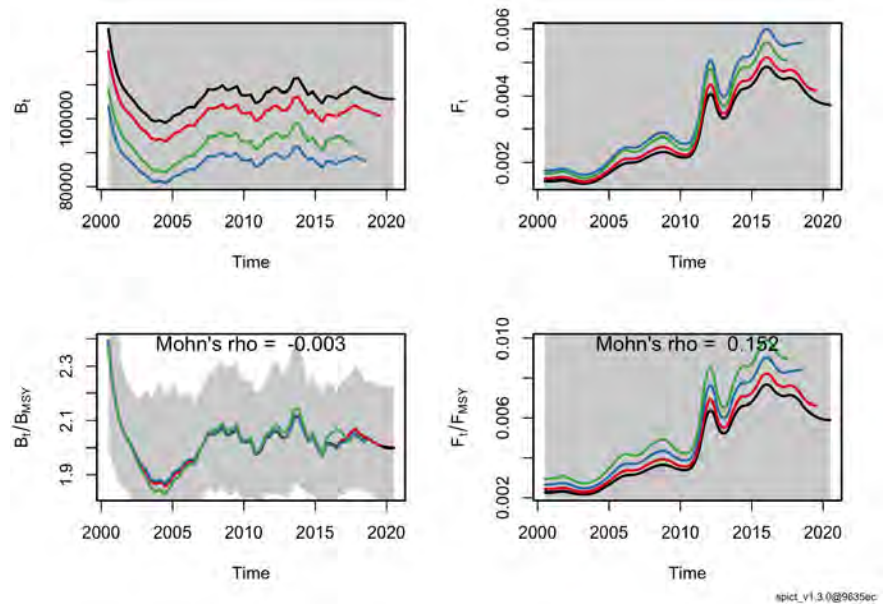 B_t
80000
100000
2000 2005 2010 2015 2020
Time
F_t
0.002
0.004
0.006
2000 2005 2010 2015 2020
Time
Mohn's rho = -0.003
B_t/B_MSY
1.9
2.1
2.3
2000 2005 2010 2015 2020
Time
Mohn's rho = 0.152
F_t/F_MSY
0.002
0.006
0.010
2000 2005 2010 2015 2020
Time
spict_v1.3.0@9635ec